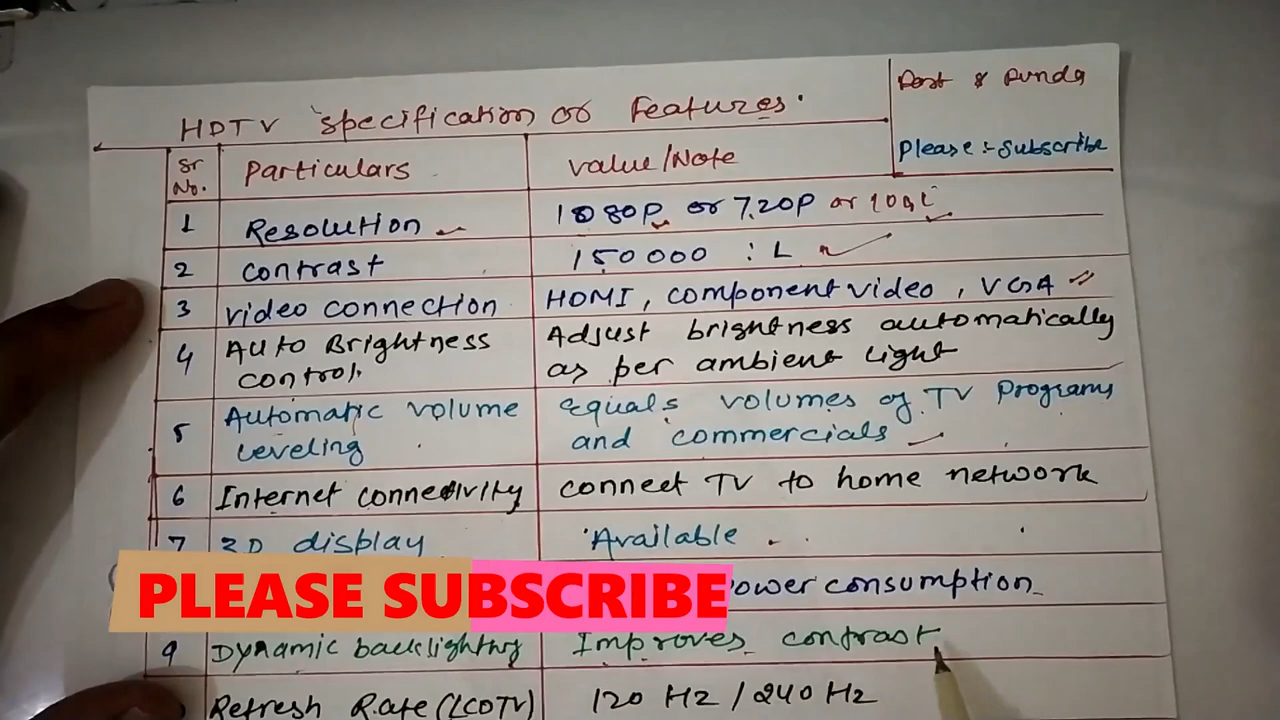 HDTV Specification or Features.
Please :- Subscribe
Sr No. Particulars Value/Note
1 Resolution 1080P or 720P or
2 Contrast 150000 : 1
3 video connection HDMI, component video, VGA
4 Auto Brightness Adjust brightness automatically
control. as per ambient light
5 Automatic volume Equals volumes of TV Programs
Leveling and commercials
6 Internet connectivity connect TV to home network
7 3D display Available
power consumption
PLEASE SUBSCRIBE
9 Dynamic backlighting Improves contrast
Refresh Rate (LCDTV) 120 HZ / 240 HZ